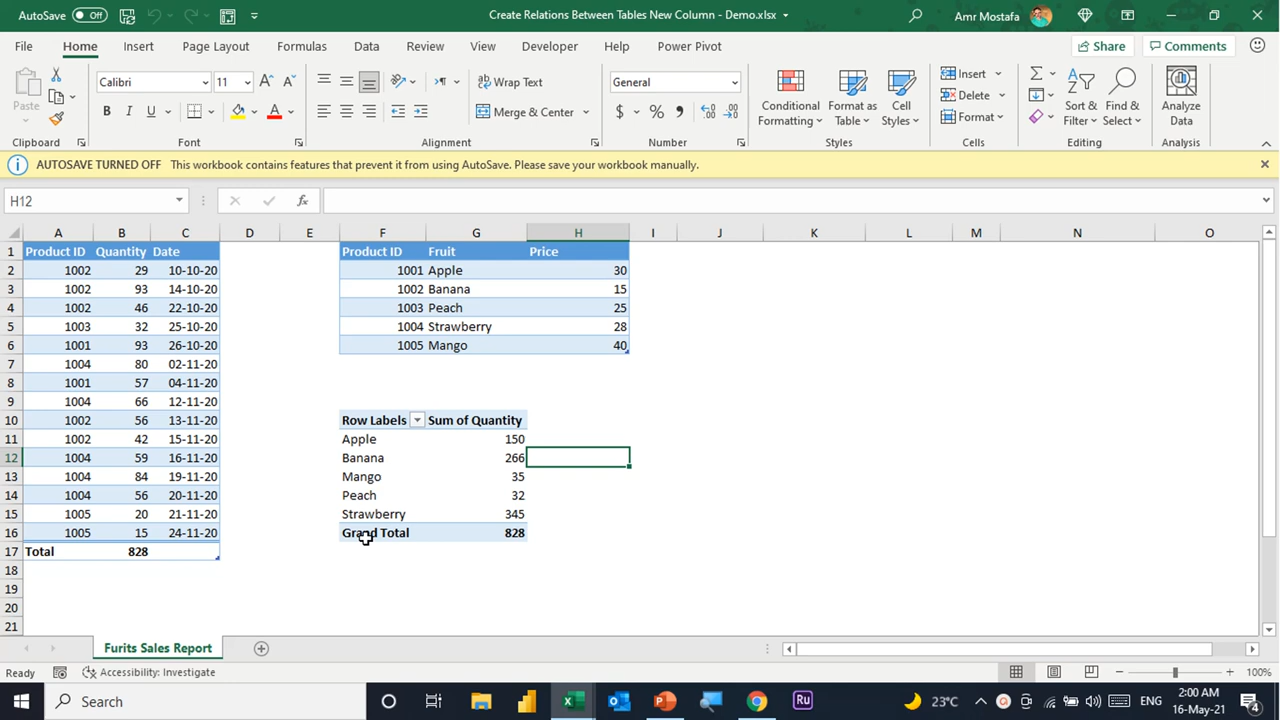 AutoSave Off Create Relations Between Tables New Column - Demo.xlsx Amr Mostafa
File Home Insert Page Layout Formulas Data Review View Developer Help Power Pivot Share Comments
Paste Calibri 11 Wrap Text General Conditional Formatting Format as Table Cell Styles Insert Sort & Filter Find & Select Analyze Data
B I U Merge & Center $ % Delete
Format
Clipboard Font Alignment Number Styles Cells Editing Analysis
AUTOSAVE TURNED OFF This workbook contains features that prevent it from using AutoSave. Please save your workbook manually.
H12 fx
A B C D E F G H I J K L M N O
1 Product ID Quantity Date Product ID Fruit Price
2 1002 29 10-10-20 1001 Apple 30
3 1002 93 14-10-20 1002 Banana 15
4 1002 46 22-10-20 1003 Peach 25
5 1003 32 25-10-20 1004 Strawberry 28
6 1001 93 26-10-20 1005 Mango 40
7 1004 80 02-11-20
8 1001 57 04-11-20
9 1004 66 12-11-20
10 1002 56 13-11-20 Row Labels Sum of Quantity
11 1002 42 15-11-20 Apple 150
12 1004 59 16-11-20 Banana 266
13 1004 84 19-11-20 Mango 35
14 1004 56 20-11-20 Peach 32
15 1005 20 21-11-20 Strawberry 345
16 1005 15 24-11-20 Grand Total 828
17 Total 828
18
19
20
21
Furits Sales Report
Ready Accessibility: Investigate 100%
Search Ru 23°C ENG 2:00 AM
16-May-21 4